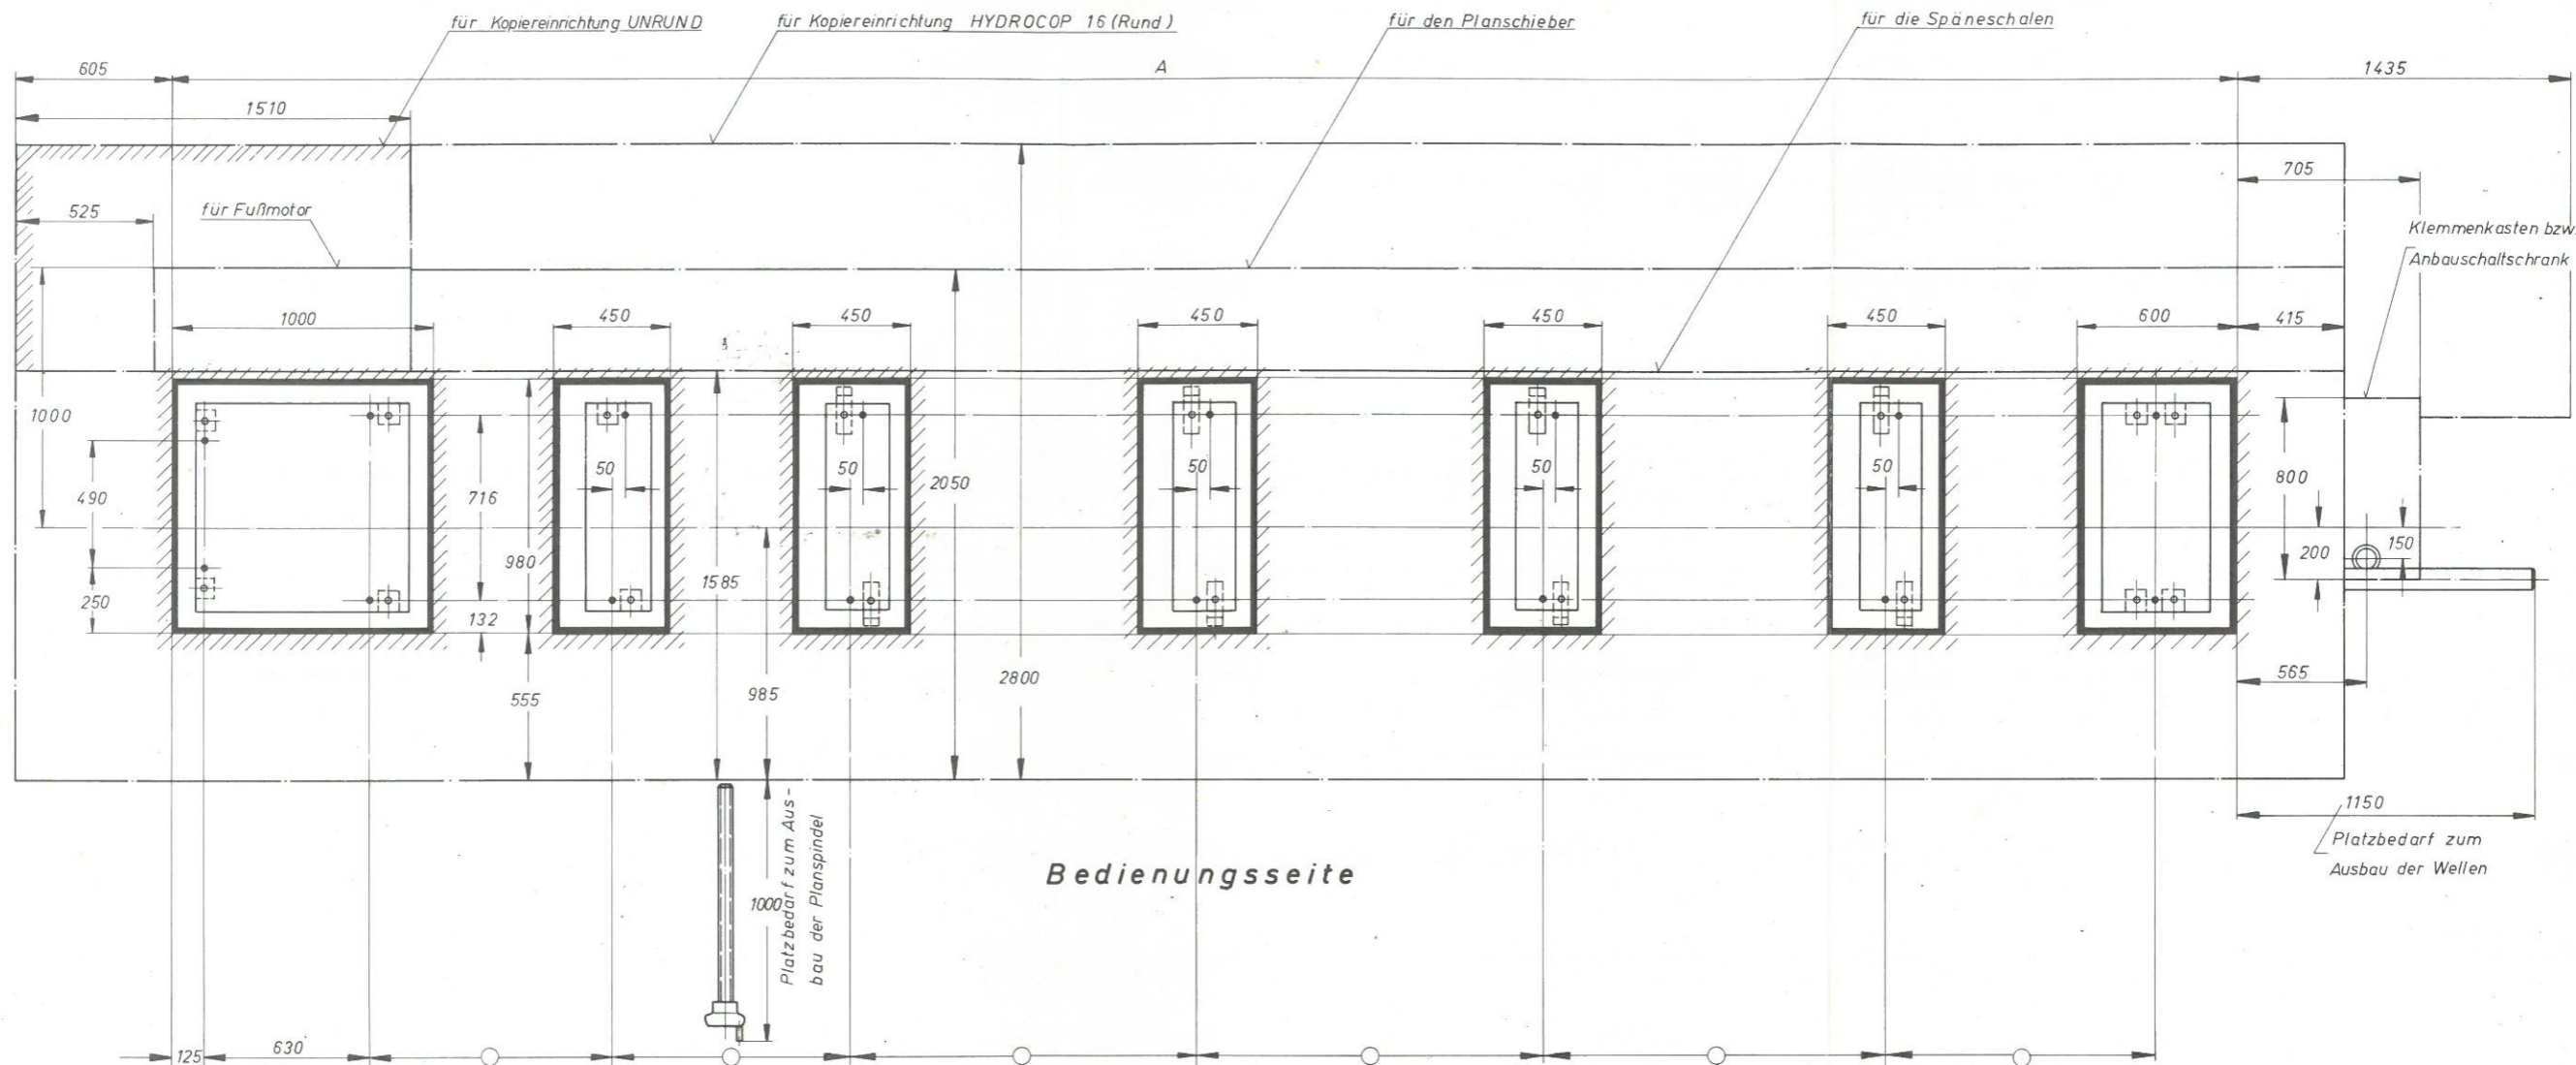 für Kopiereinrichtung UNRUND
für Kopiereinrichtung HYDROCOP 16 (Rund)
für den Planschieber
für die Späneschalen
605
A
1435
1510
705
525
für Fußmotor
Klemmenkasten bzw.
Anbauschaltschrank
1000
450
450
450
450
450
600
415
1000
490
250
716
132
980
50
50
50
50
50
2050
1585
800
200
150
555
985
2800
565
1150
Platzbedarf zum
Ausbau der Wellen
Bedienungsseite
1000
Platzbedarf zum Aus-
bau der Planspindel
125
630